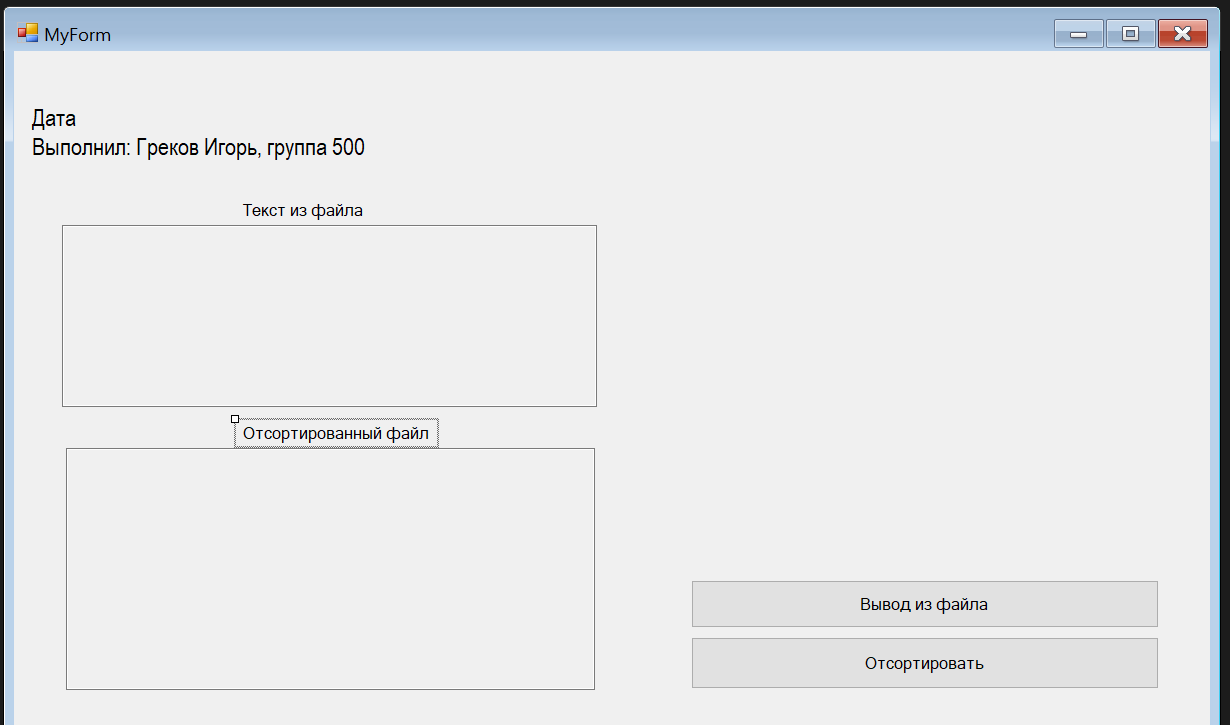 MyForm
Дата
Выполнил: Греков Игорь, группа 500
Текст из файла
Отсортированный файл
Вывод из файла
Отсортировать